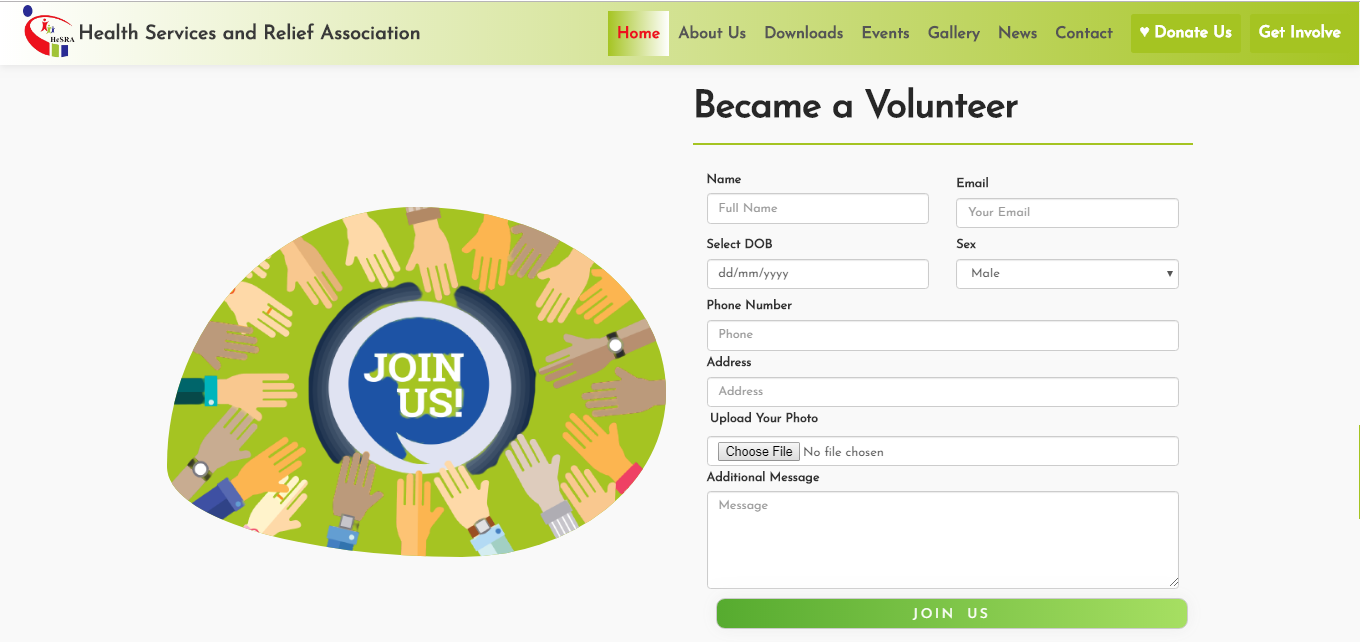 HeSRA
Health Services and Relief Association
Home About Us Downloads Events Gallery News Contact ♥ Donate Us Get Involve
Became a Volunteer
JOIN
US!
Name
Full Name
Email
Your Email
Select DOB
dd/mm/yyyy
Sex
Male
Phone Number
Phone
Address
Address
Upload Your Photo
Choose File No file chosen
Additional Message
Message
JOIN US